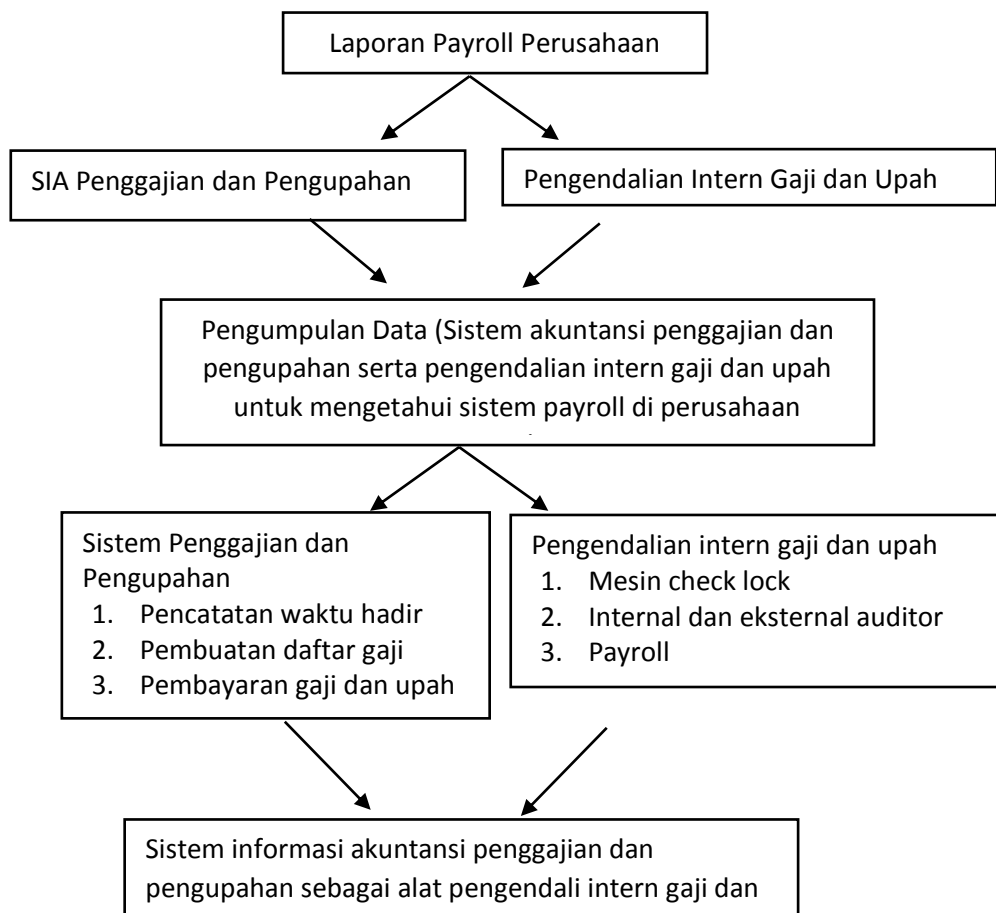 Laporan Payroll Perusahaan
SIA Penggajian dan Pengupahan
Pengendalian Intern Gaji dan Upah
Pengumpulan Data (Sistem akuntansi penggajian dan
pengupahan serta pengendalian intern gaji dan upah
untuk mengetahui sistem payroll di perusahaan
Sistem Penggajian dan
Pengupahan
1. Pencatatan waktu hadir
2. Pembuatan daftar gaji
3. Pembayaran gaji dan upah
Pengendalian intern gaji dan upah
1. Mesin check lock
2. Internal dan eksternal auditor
3. Payroll
Sistem informasi akuntansi penggajian dan
pengupahan sebagai alat pengendali intern gaji dan